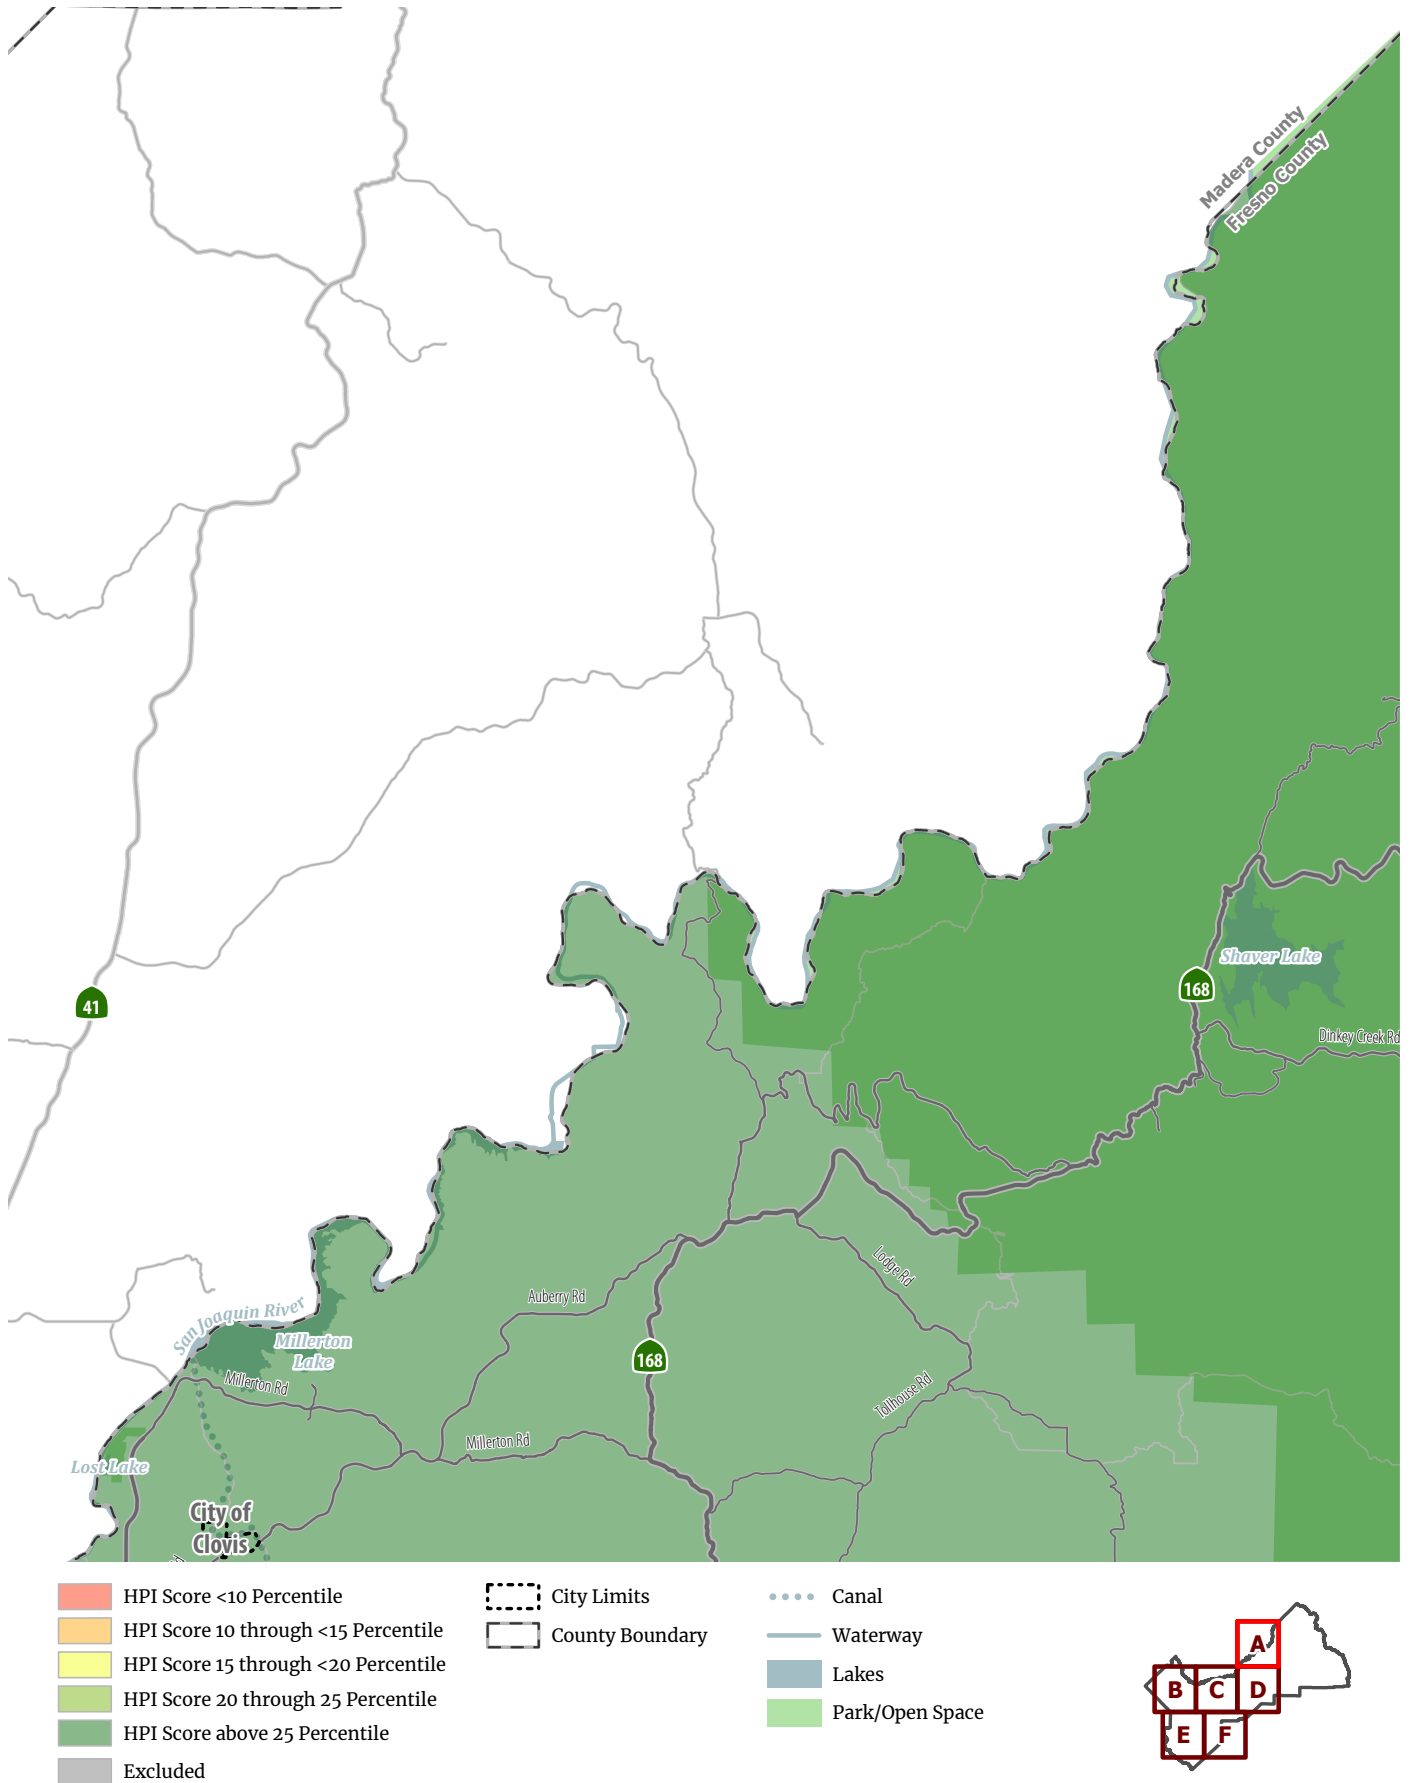 Madera County
Fresno County
Shaver Lake
168
41
Dinkey Creek Rd
Lodge Rd
Auberry Rd
San Joaquin River
Millerton
Lake
168
Millerton Rd
Tollhouse Rd
Millerton Rd
Lost Lake
City of
Clovis
HPI Score <10 Percentile
HPI Score 10 through <15 Percentile
HPI Score 15 through <20 Percentile
HPI Score 20 through 25 Percentile
HPI Score above 25 Percentile
Excluded
City Limits
County Boundary
Canal
Waterway
Lakes
Park/Open Space
A
B C D
E F